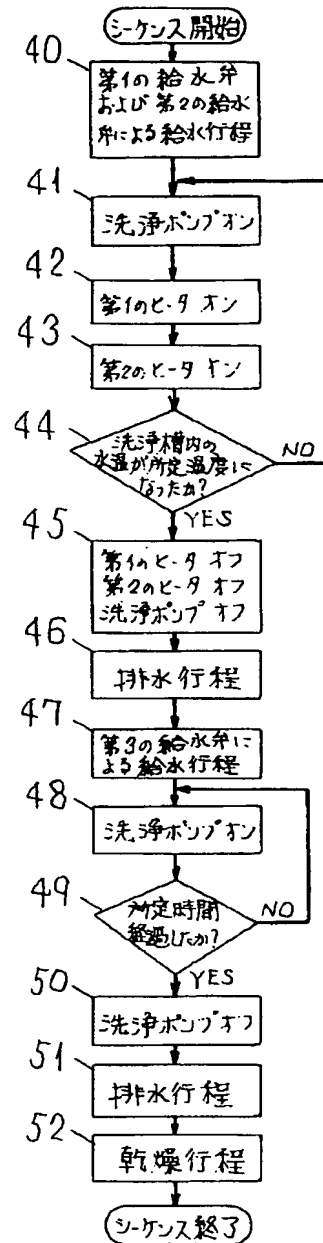 シーケンス開始
40
第1の給水弁
および第2の給水
弁による給水行程
41
洗浄ポンプオン
42
第1のヒータ オン
43
第2のヒータ オン
44
洗浄槽内の
水温が所定温度に
なったか?
NO
YES
45
第1のヒータ オフ
第2のヒータ オフ
洗浄ポンプ オフ
46
排水行程
47
第3の給水弁に
よる給水行程
48
洗浄ポンプオン
49
所定時間
経過したか?
NO
YES
50
洗浄ポンプオフ
51
排水行程
52
乾燥行程
シーケンス終了